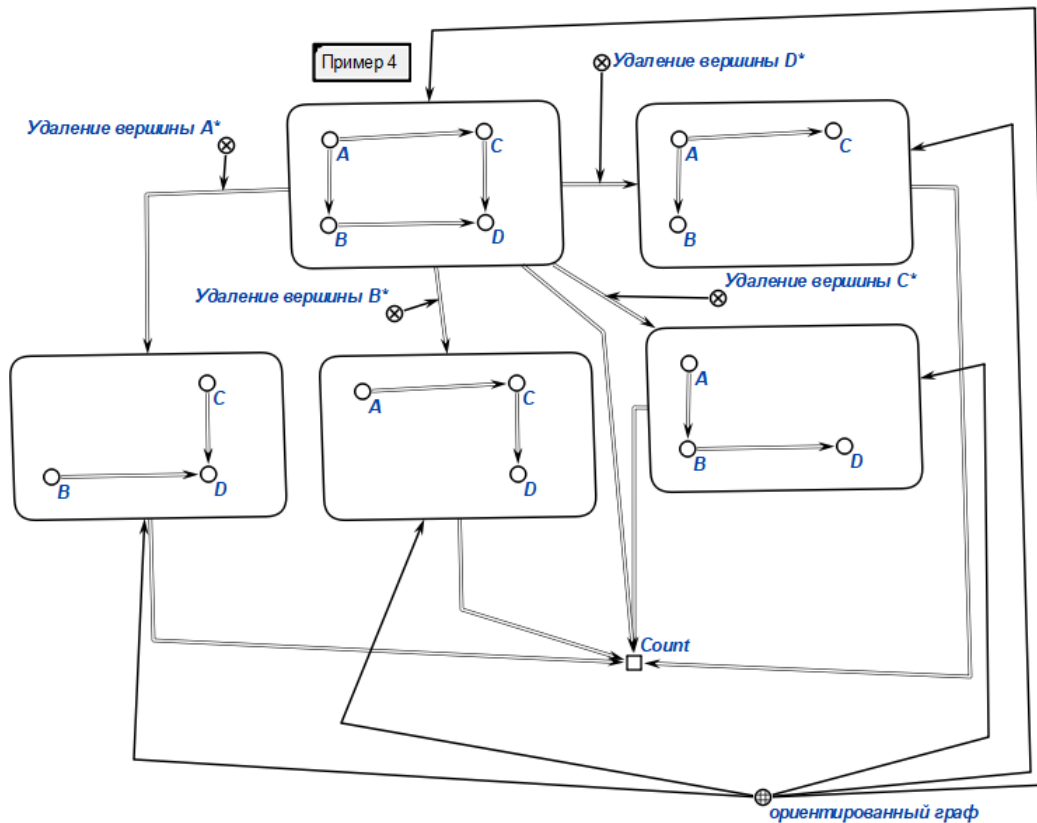 Пример 4
Удаление вершины D*
Удаление вершины A*
A
C
B
D
A
C
B
Удаление вершины B*
Удаление вершины C*
C
B
D
A
C
D
A
B
D
Count
ориентированный граф